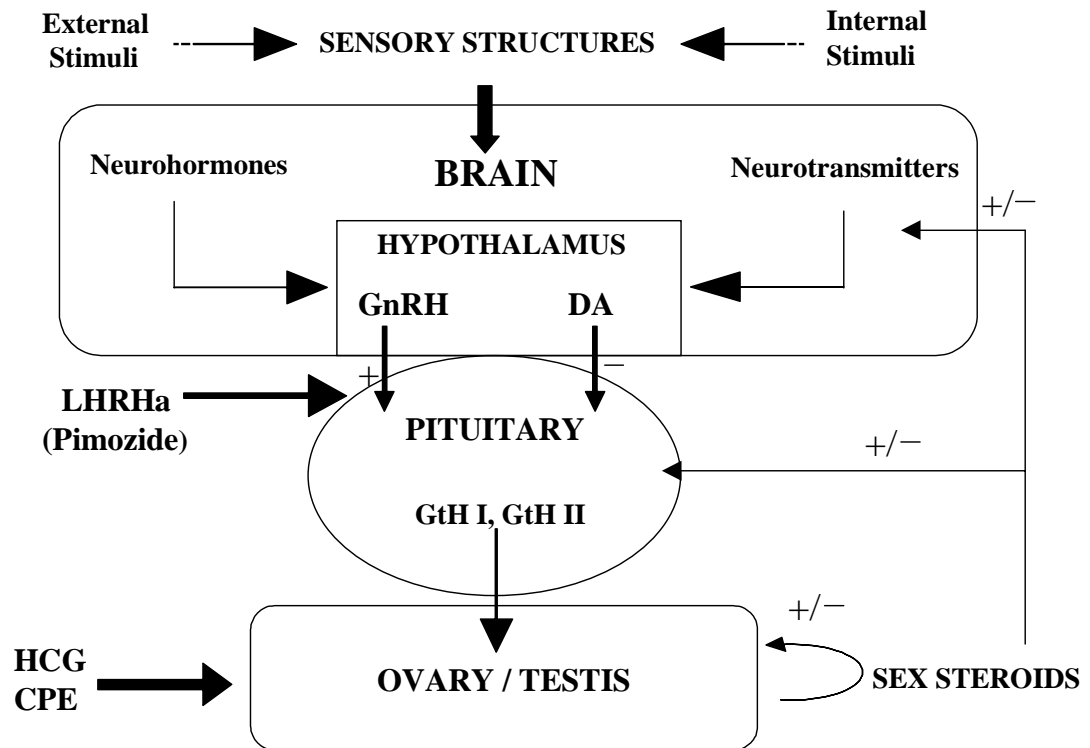 External
Stimuli
SENSORY STRUCTURES
Internal
Stimuli
Neurohormones
BRAIN
Neurotransmitters
+/−
HYPOTHALAMUS
GnRH
DA
+
−
LHRHa
(Pimozide)
PITUITARY
+/−
GtH I, GtH II
+/−
HCG
CPE
OVARY / TESTIS
SEX STEROIDS